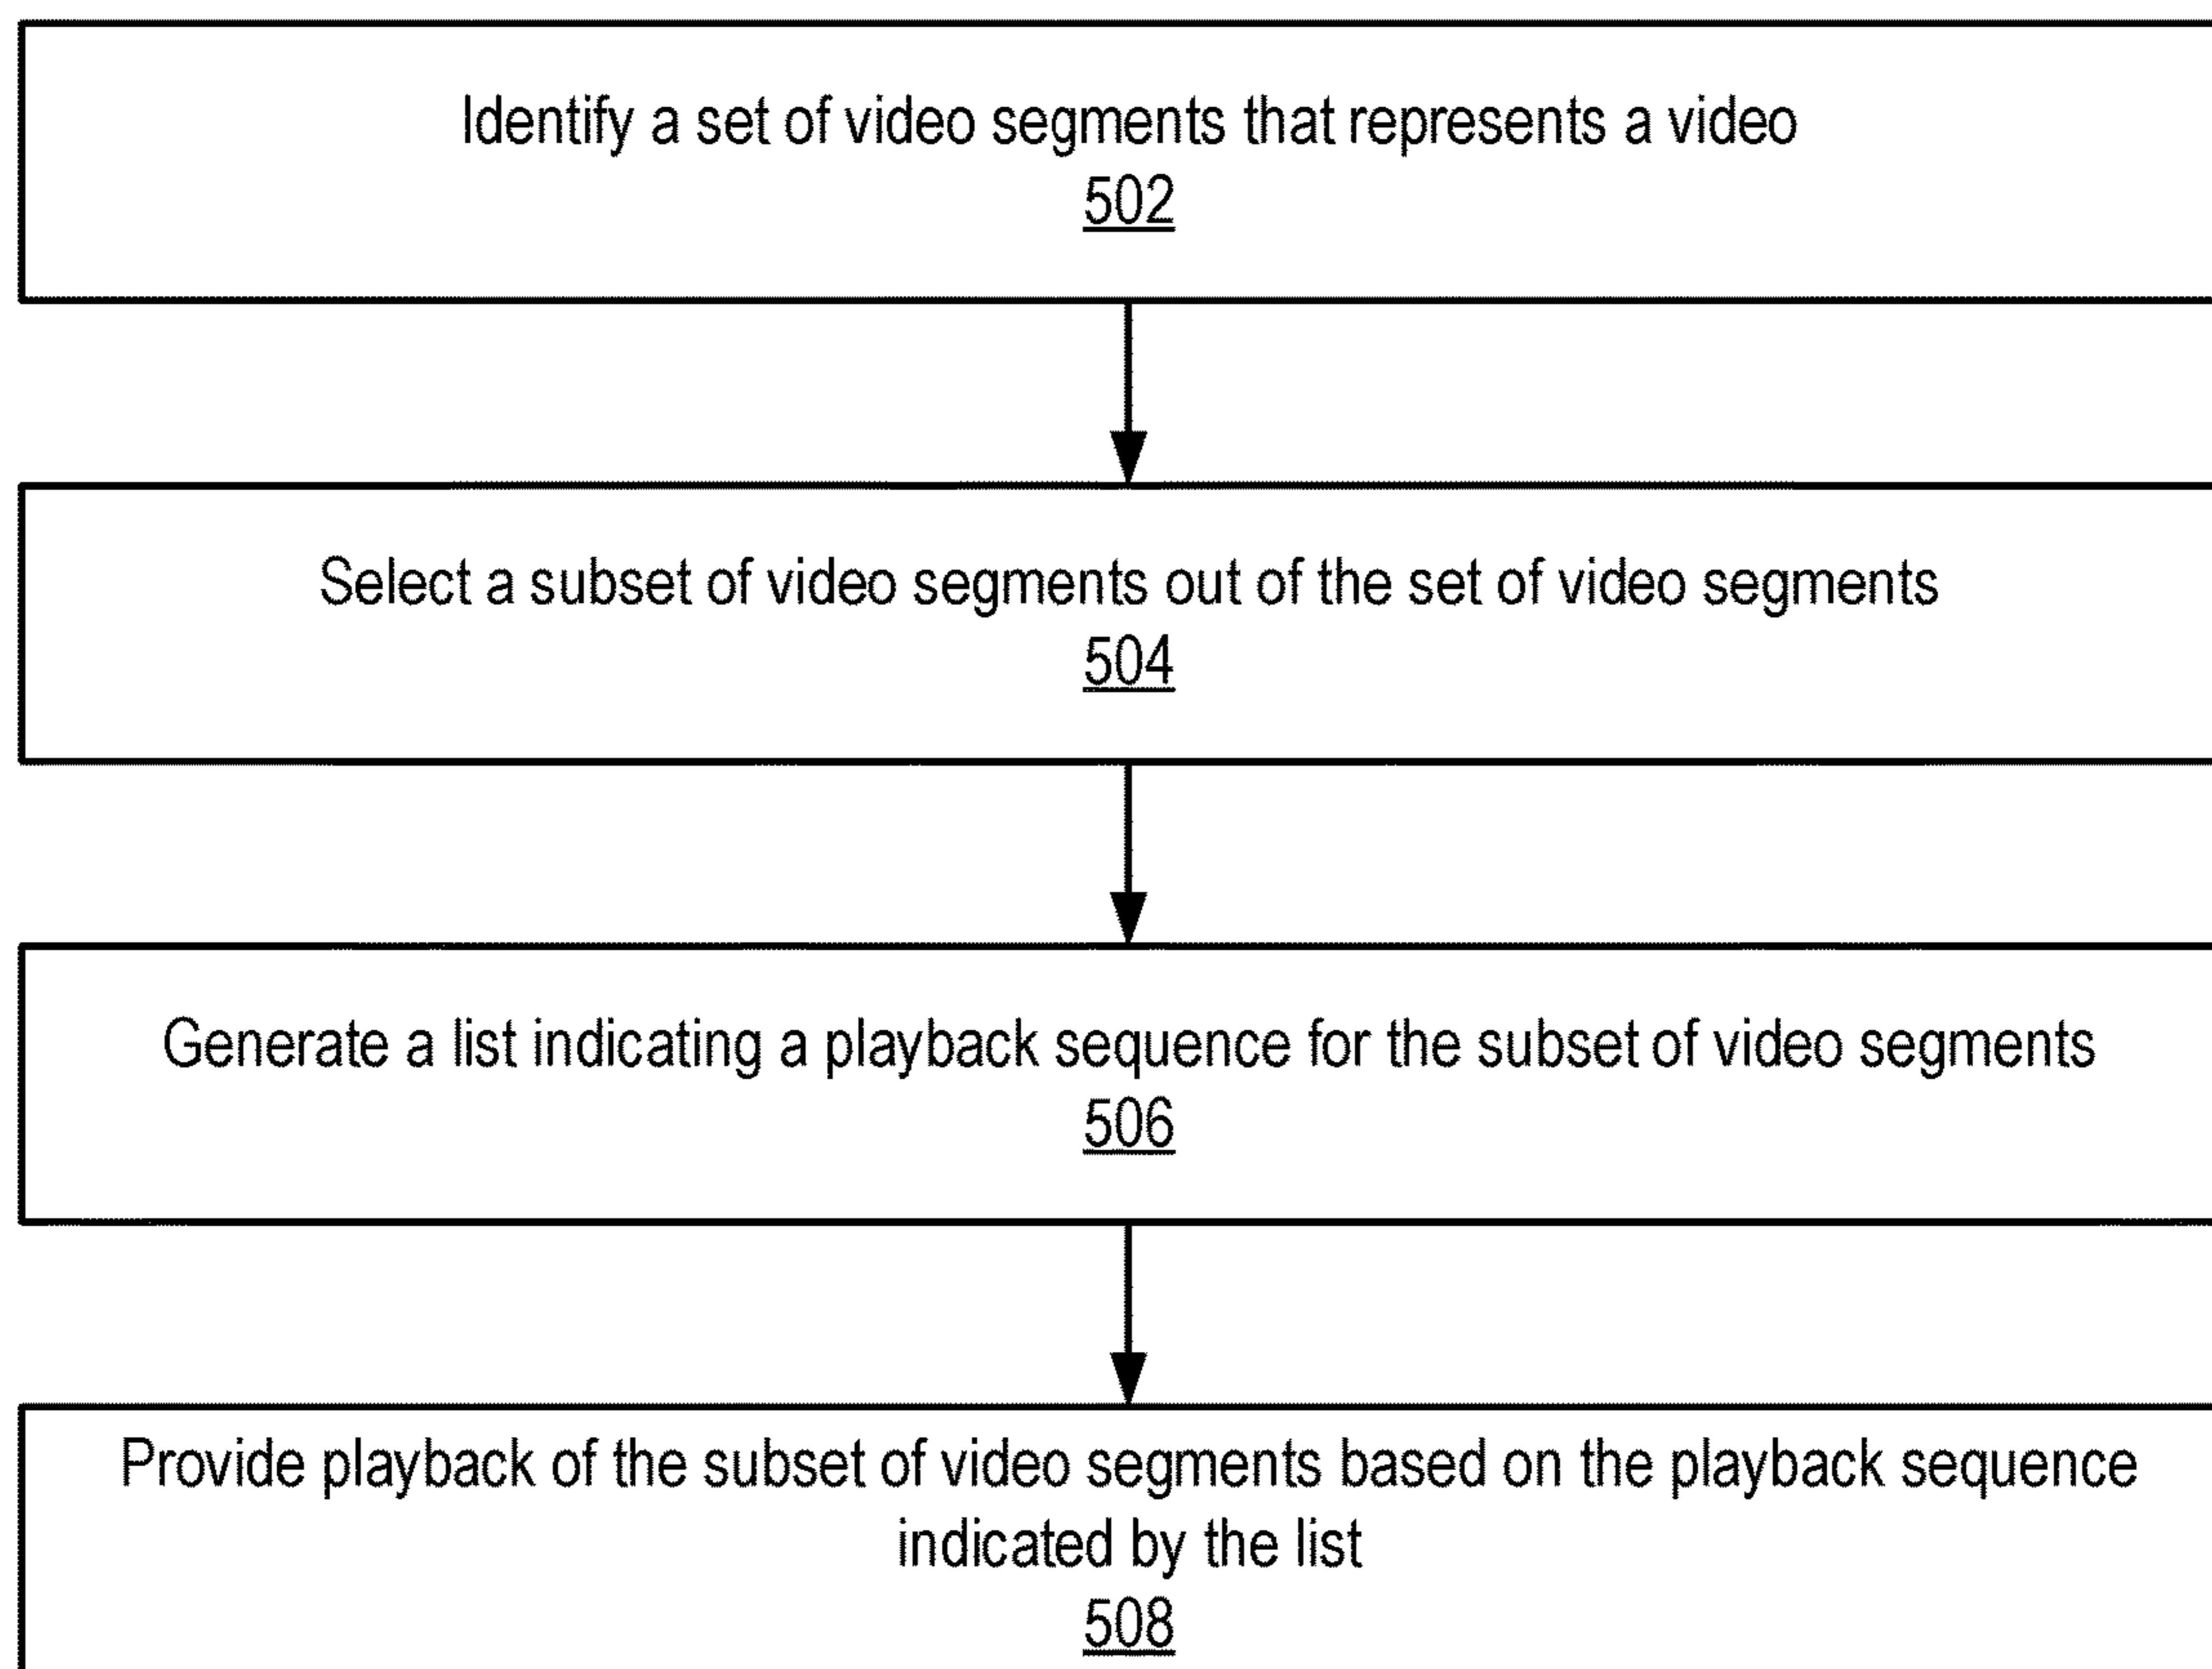 Identify a set of video segments that represents a video
502
Select a subset of video segments out of the set of video segments
504
Generate a list indicating a playback sequence for the subset of video segments
506
Provide playback of the subset of video segments based on the playback sequence
indicated by the list
508